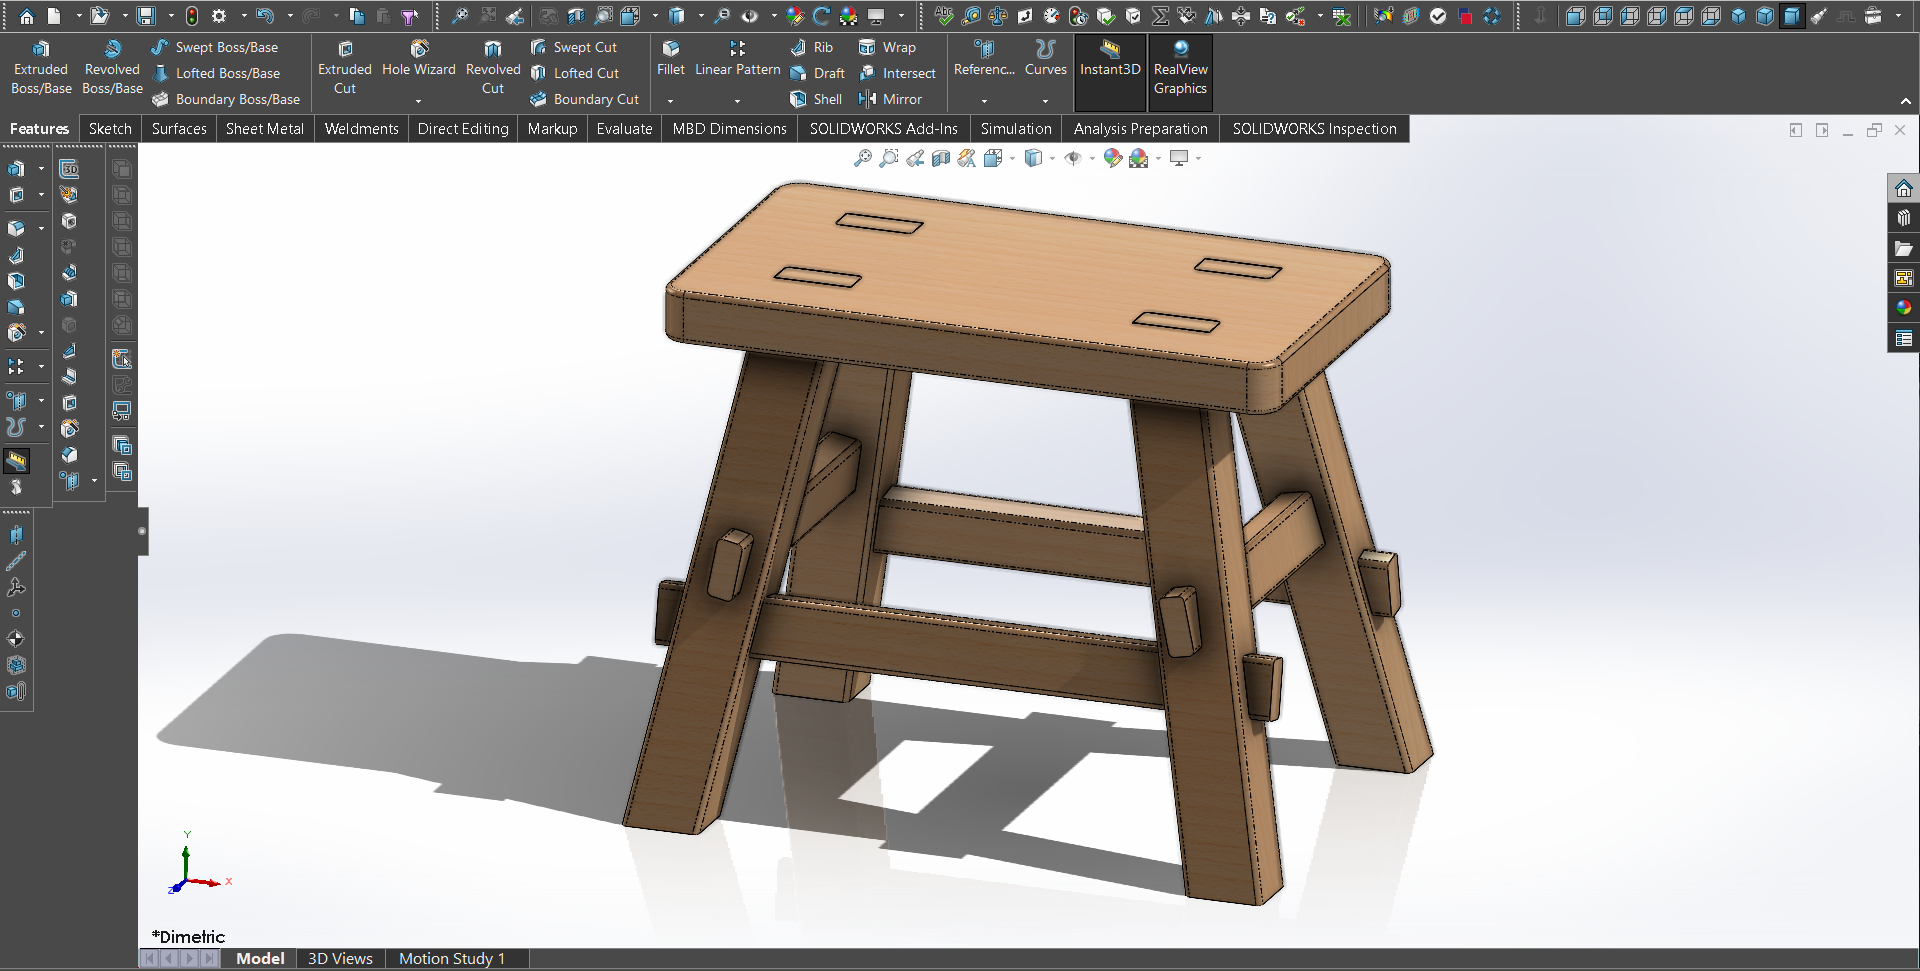 Extruded Boss/Base
Revolved Boss/Base
Swept Boss/Base
Lofted Boss/Base
Boundary Boss/Base
Extruded Cut
Hole Wizard
Revolved Cut
Swept Cut
Lofted Cut
Boundary Cut
Fillet
Linear Pattern
Rib
Draft
Shell
Wrap
Intersect
Mirror
Referenc...
Curves
Instant3D
RealView Graphics
Features
Sketch
Surfaces
Sheet Metal
Weldments
Direct Editing
Markup
Evaluate
MBD Dimensions
SOLIDWORKS Add-Ins
Simulation
Analysis Preparation
SOLIDWORKS Inspection
3D
Y
X
Z
*Dimetric
Model
3D Views
Motion Study 1